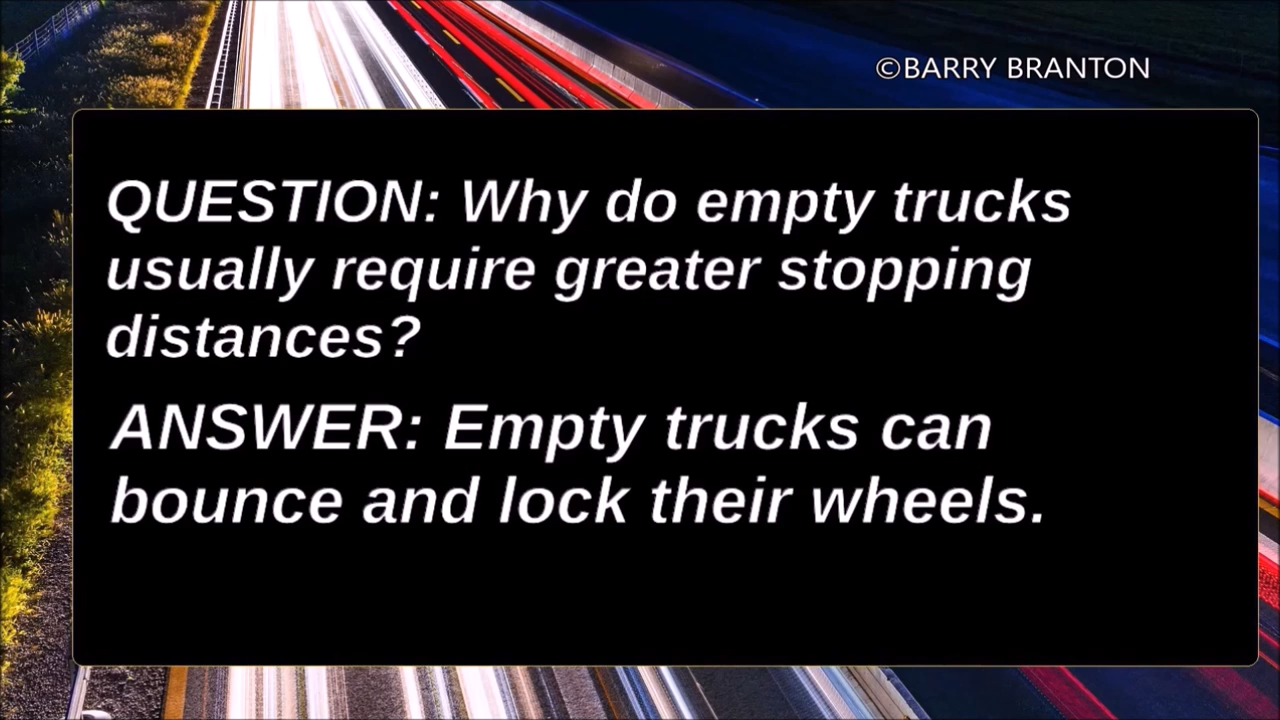 ©BARRY BRANTON
QUESTION: Why do empty trucks
usually require greater stopping
distances?
ANSWER: Empty trucks can
bounce and lock their wheels.